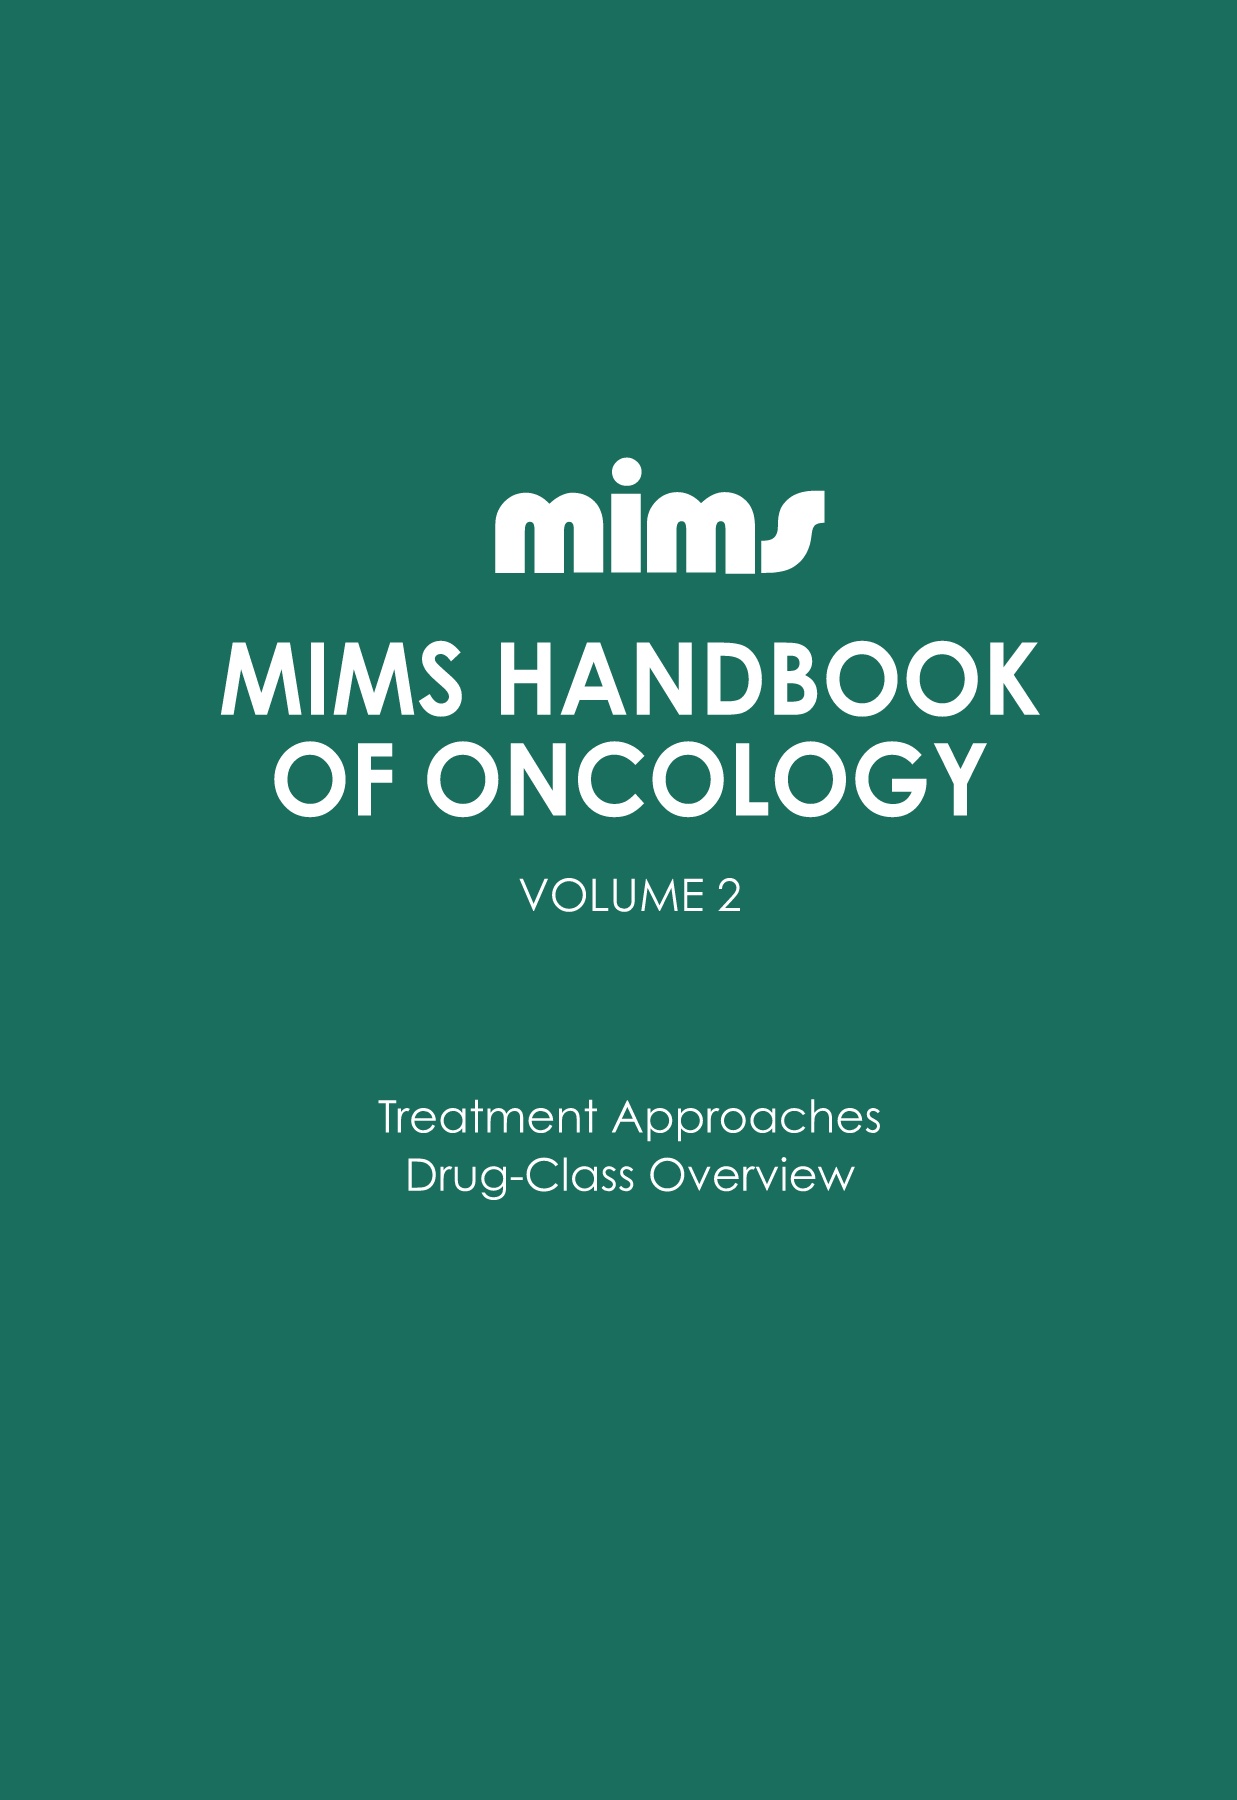 mims
MIMS HANDBOOK
OF ONCOLOGY
VOLUME 2
Treatment Approaches
Drug-Class Overview